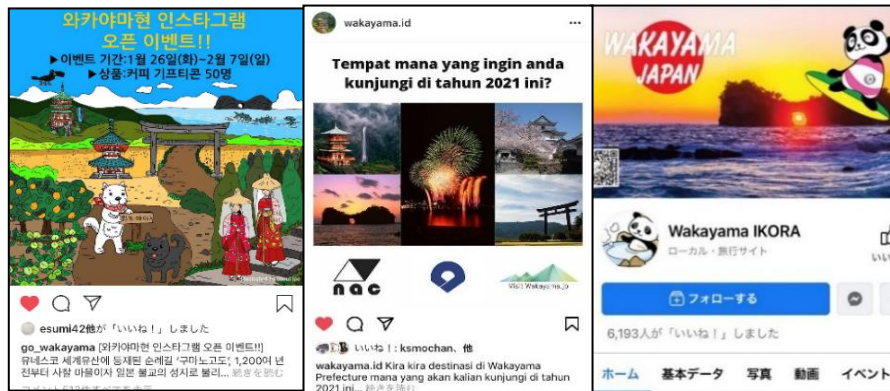 와카야마현 인스타그램
오픈 이벤트!!
▶이벤트 기간:1월 26일(화)~2월 7일(일)
▶상품:커피 기프티콘 50명
esumi42他が「いいね！」しました
go_wakayama [와카야마현 인스타그램 오픈 이벤트!!]
유네스코 세계유산에 등재된 순례길 ‘구마노고도’, 1,200여 년
전부터 사찰 마을이자 일본 불교의 성지로 불리... 続きを読む
wakayama.id
Tempat mana yang ingin anda
kunjungi di tahun 2021 ini?
nac
Visit Wakayama.jp
いいね！: ksmochan、他
wakayama.id Kira kira destinasi di Wakayama
Prefecture mana yang akan kalian kunjungi di tahun
2021 ini... 続きを読む
WAKAYAMA
JAPAN
Wakayama IKORA
ローカル・旅行サイト
フォローする
6,193人が「いいね！」しました
ホーム 基本データ 写真 動画 イベント